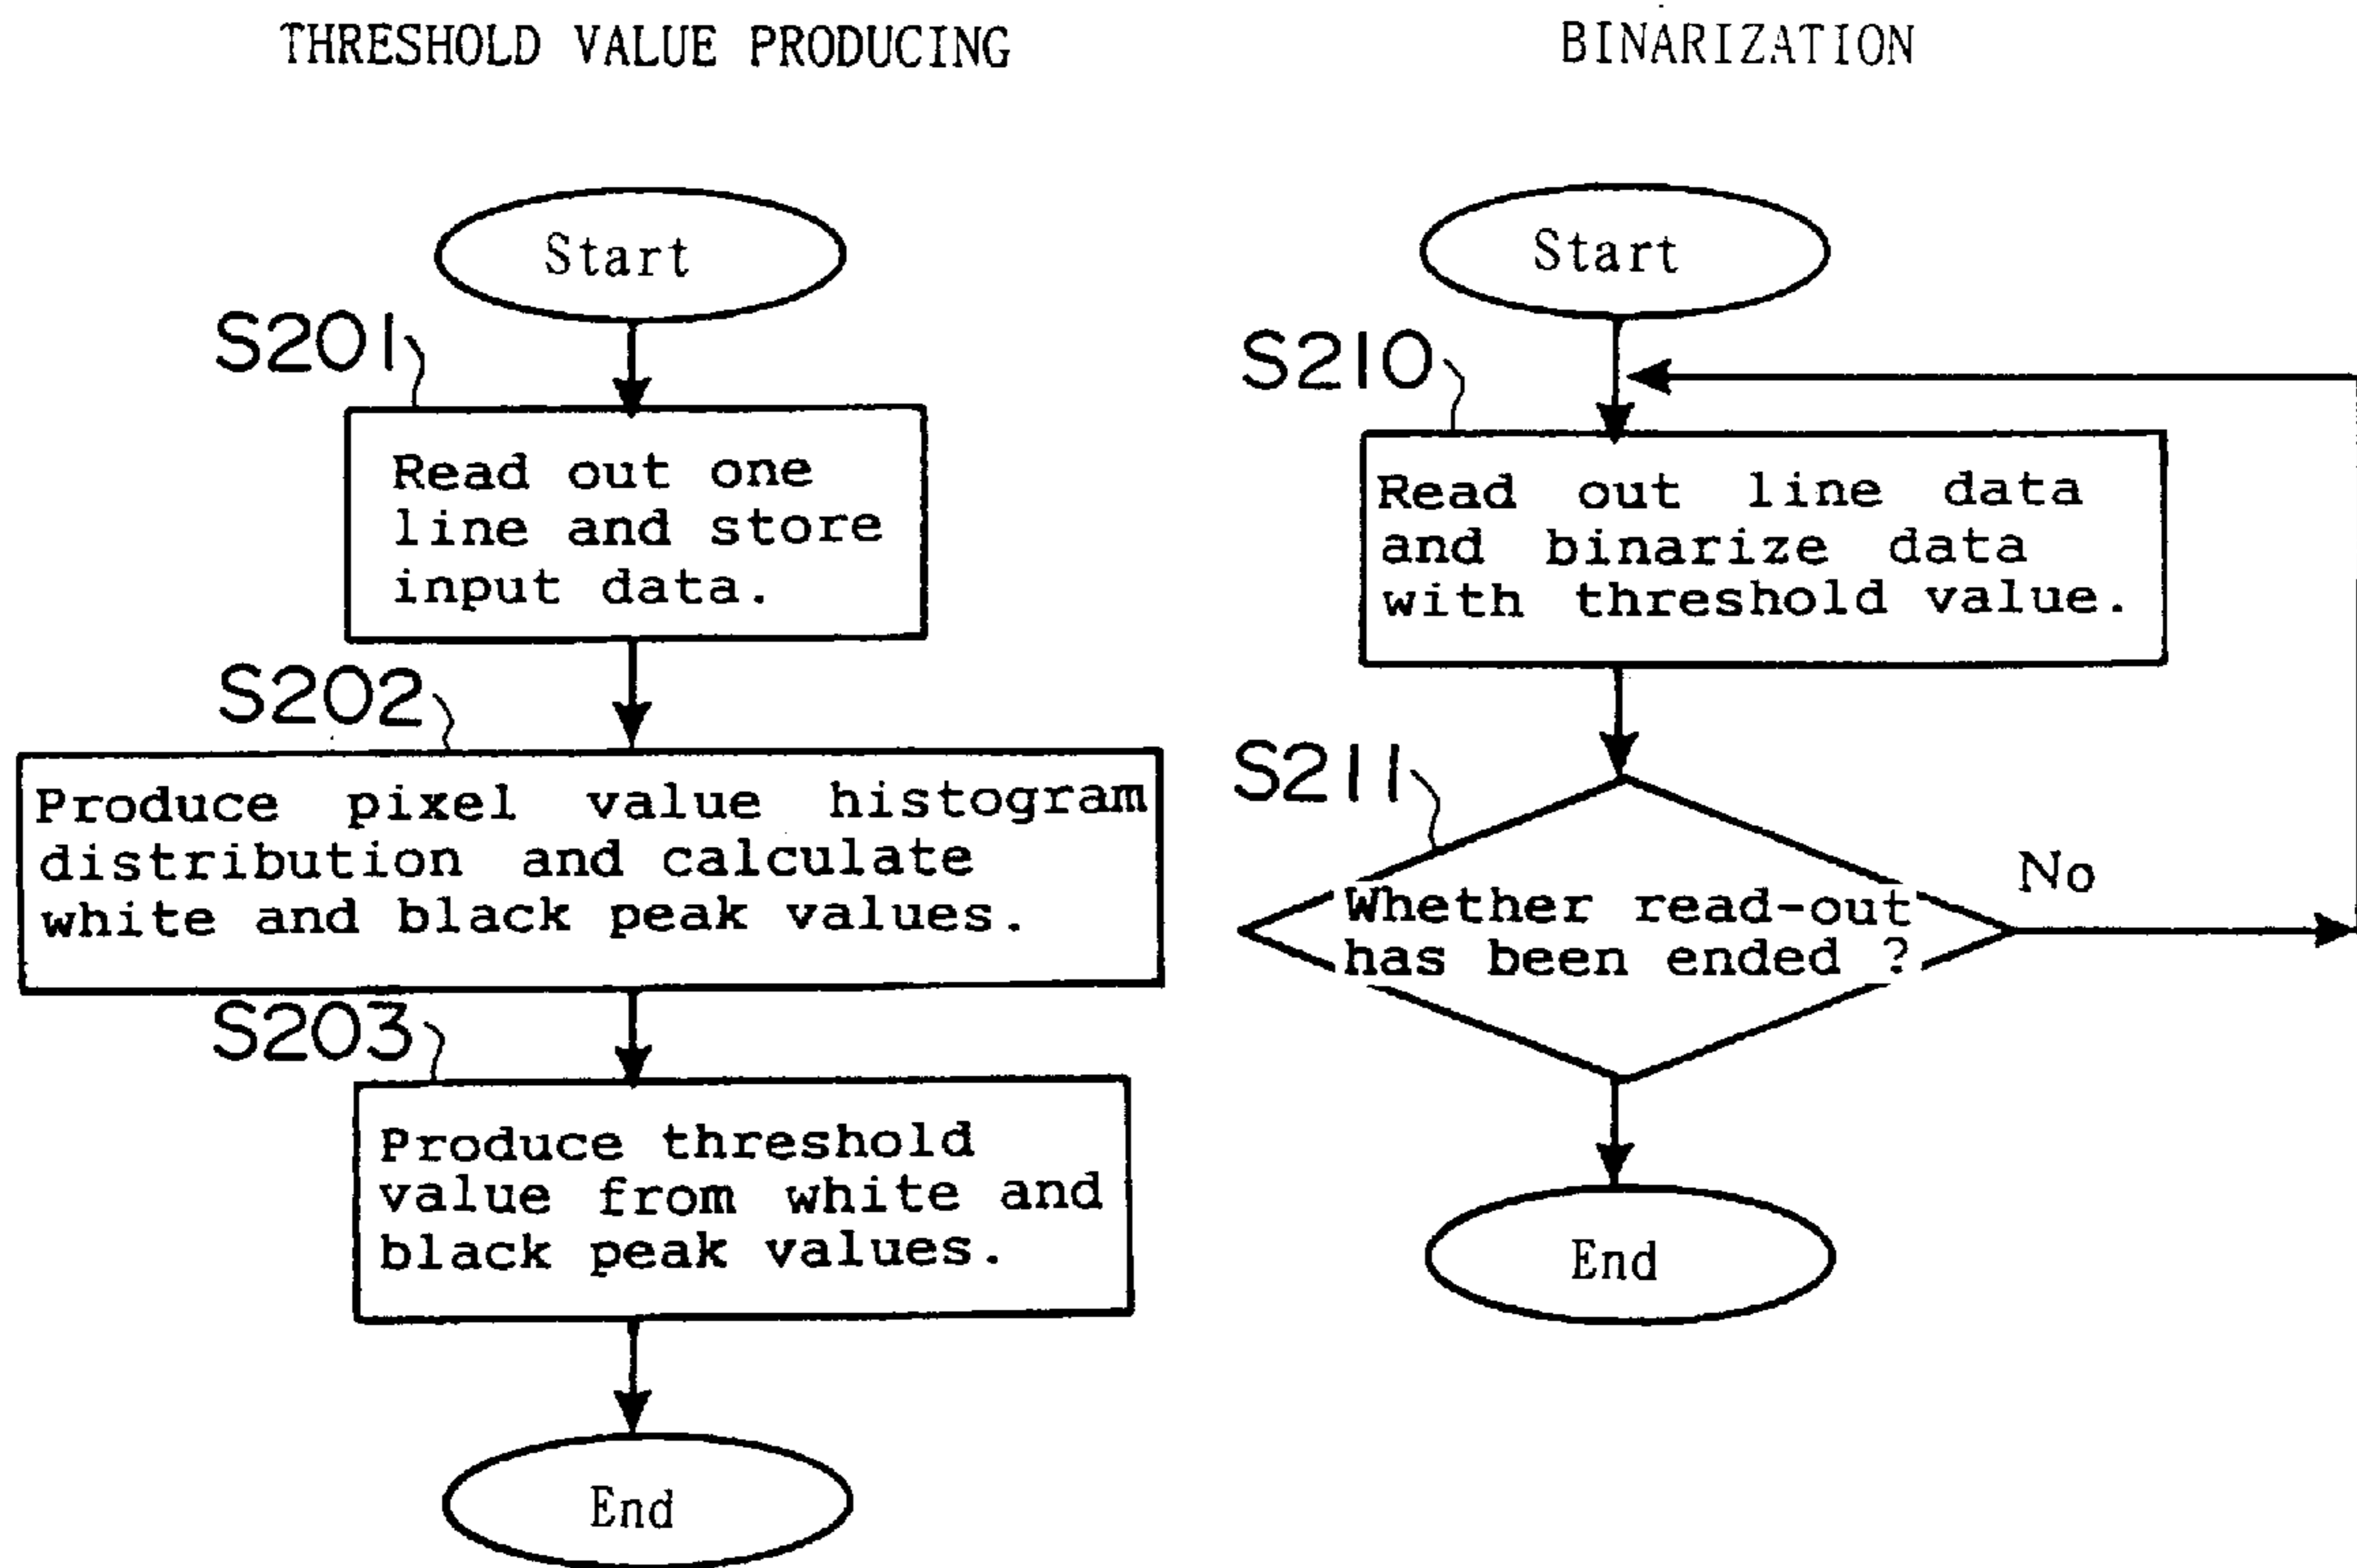 THRESHOLD VALUE PRODUCING
Start
S201
Read out one
line and store
input data.
S202
Produce pixel value histogram
distribution and calculate
white and black peak values.
S203
Produce threshold
value from white and
black peak values.
End
BINARIZATION
Start
S210
Read out line data
and binarize data
with threshold value.
S211
Whether read-out
has been ended ?
No
End